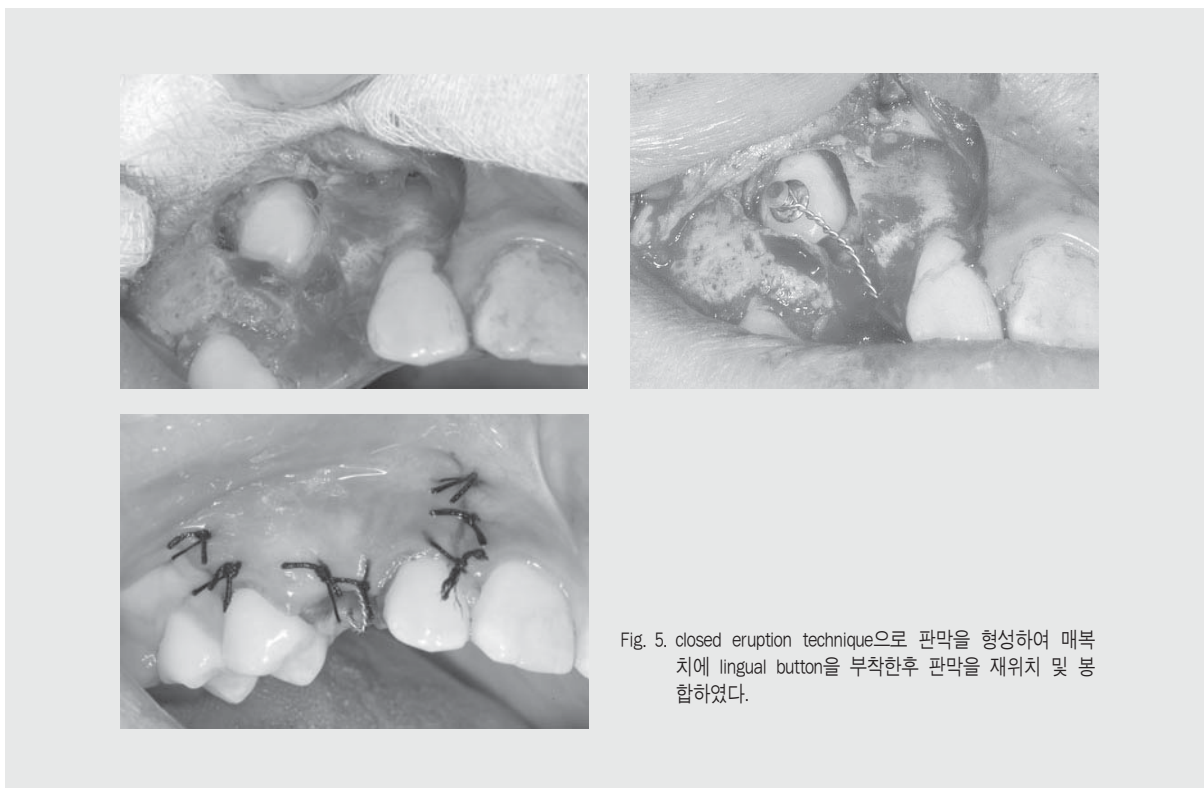 Fig. 5. closed eruption technique으로 판막을 형성하여 매복
치에 lingual button을 부착한후 판막을 재위치 및 봉
합하였다.